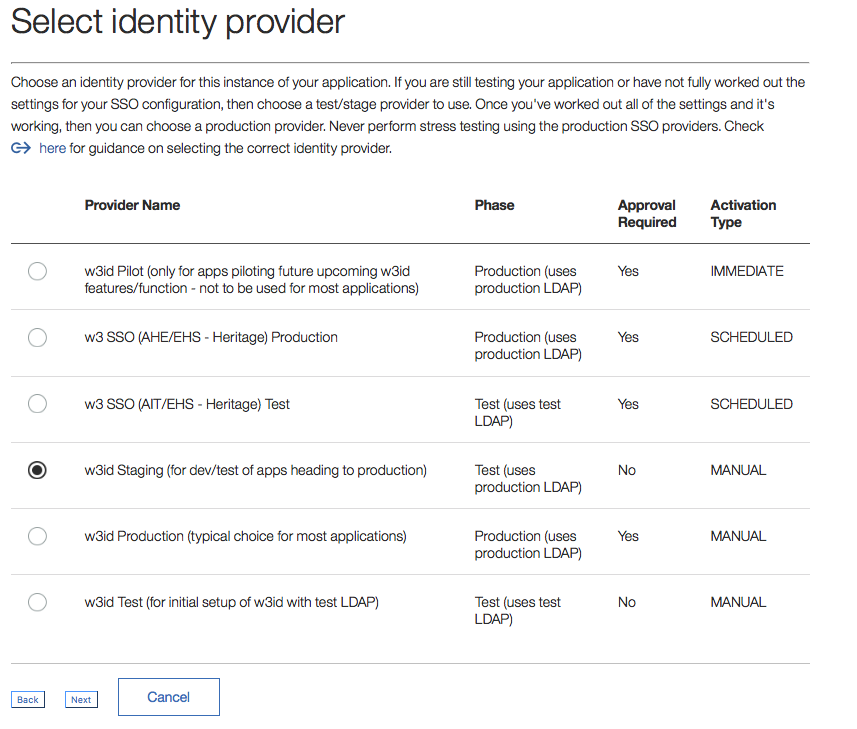 Select identity provider
Choose an identity provider for this instance of your application. If you are still testing your application or have not fully worked out the
settings for your SSO configuration, then choose a test/stage provider to use. Once you've worked out all of the settings and it's
working, then you can choose a production provider. Never perform stress testing using the production SSO providers. Check
here for guidance on selecting the correct identity provider.
Provider Name Phase Approval Required Activation Type
w3id Pilot (only for apps piloting future upcoming w3id Production (uses Yes IMMEDIATE
features/function - not to be used for most applications) production LDAP)
w3 SSO (AHE/EHS - Heritage) Production Production (uses Yes SCHEDULED
production LDAP)
w3 SSO (AIT/EHS - Heritage) Test Test (uses test Yes SCHEDULED
LDAP)
w3id Staging (for dev/test of apps heading to production) Test (uses No MANUAL
production LDAP)
w3id Production (typical choice for most applications) Production (uses Yes MANUAL
production LDAP)
w3id Test (for initial setup of w3id with test LDAP) Test (uses test No MANUAL
LDAP)
Back Next Cancel